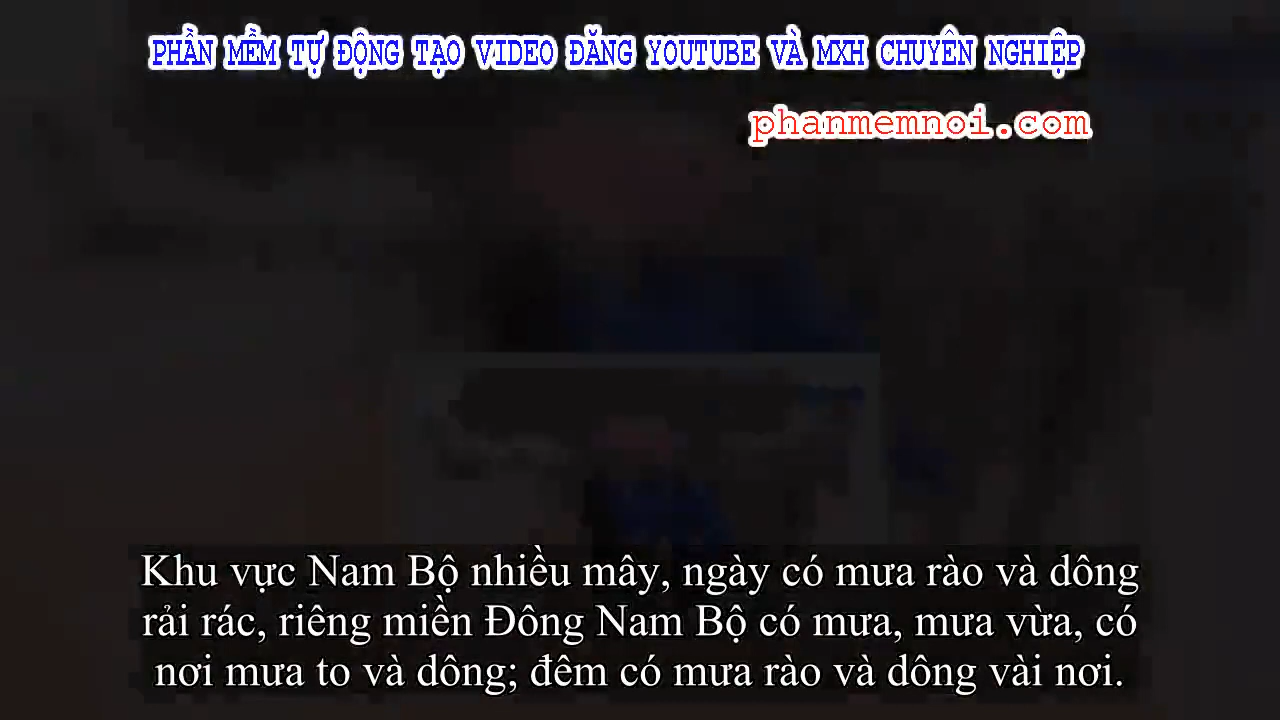 PHẦN MỀM TỰ ĐỘNG TẠO VIDEO ĐĂNG YOUTUBE VÀ MXH CHUYÊN NGHIỆP
phanmemnoi.com
Khu vực Nam Bộ nhiều mây, ngày có mưa rào và dông
rải rác, riêng miền Đông Nam Bộ có mưa, mưa vừa, có
nơi mưa to và dông; đêm có mưa rào và dông vài nơi.